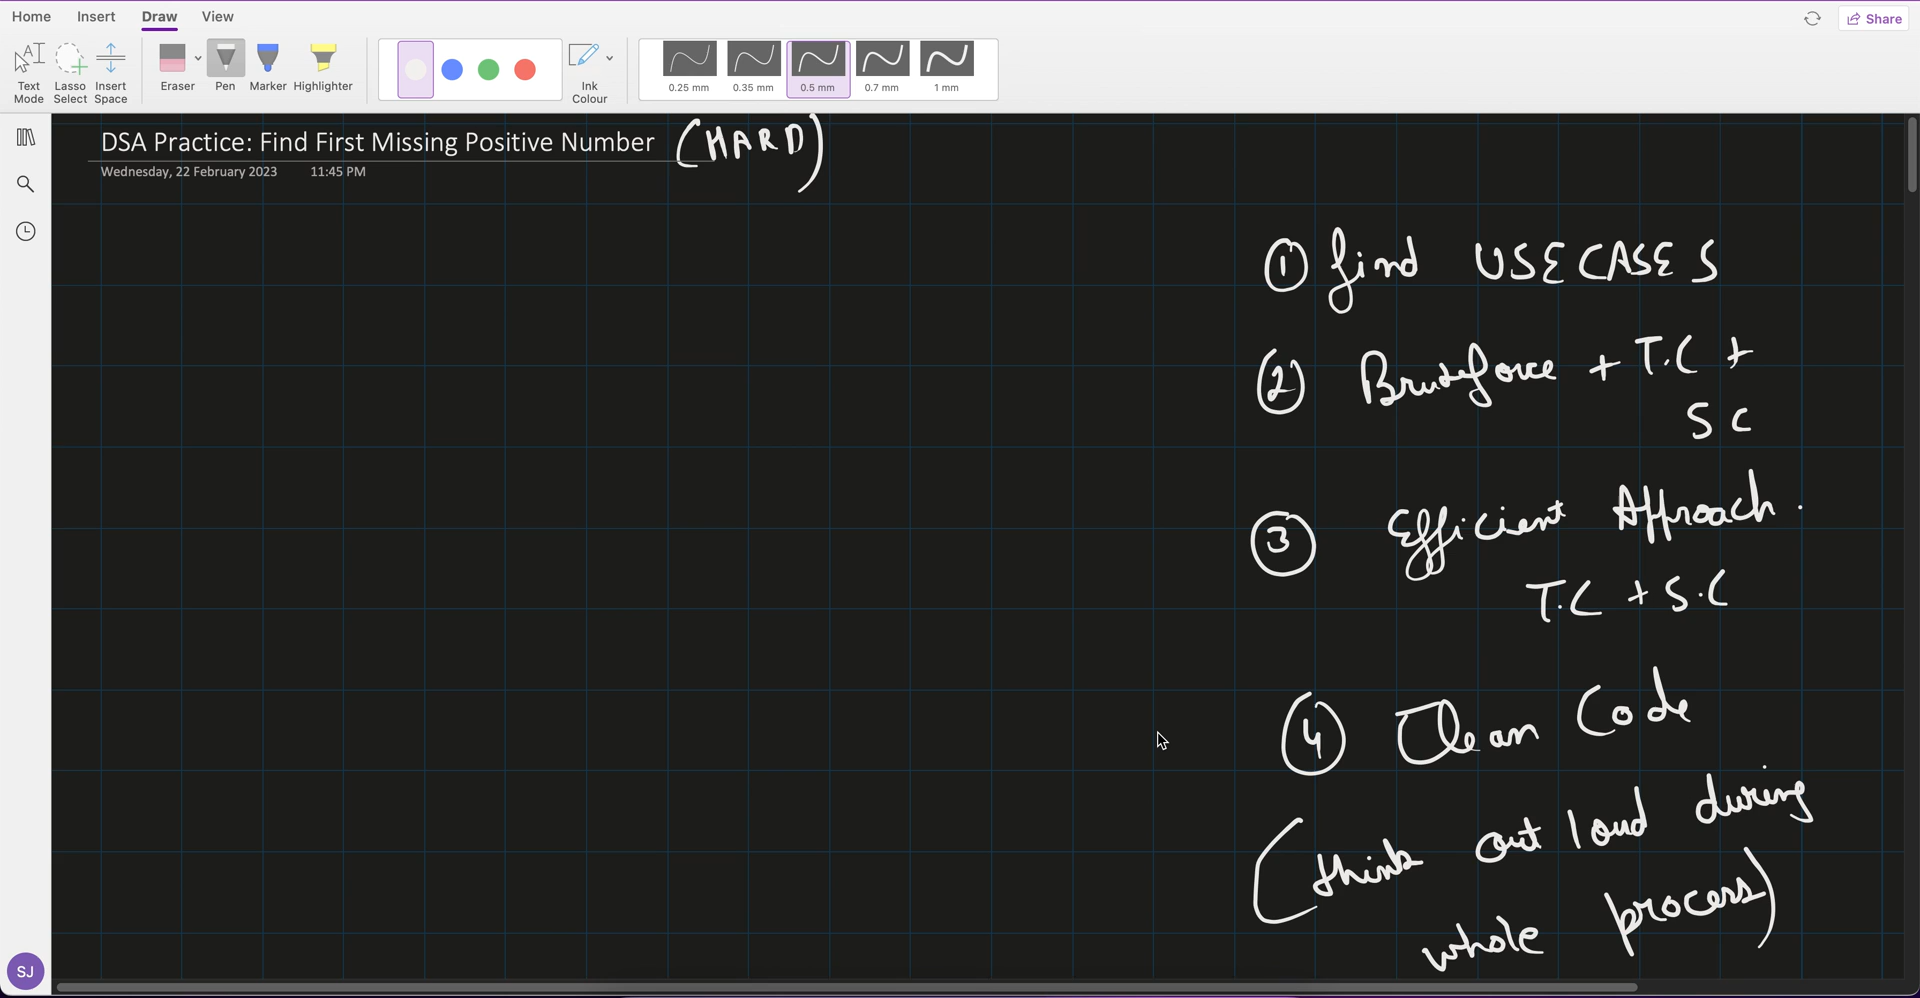 Home Insert Draw View
Share
Text Mode
Lasso Select
Insert Space
Eraser
Pen
Marker
Highlighter
Ink Colour
0.25 mm
0.35 mm
0.5 mm
0.7 mm
1 mm
DSA Practice: Find First Missing Positive Number (HARD)
Wednesday, 22 February 2023 11:45 PM
① find USECASES
② Bruteforce + T.C +
SC
③ Efficient Approach.
T.C + S.C
④ Clean Code
(think out loud during
whole process)
SJ